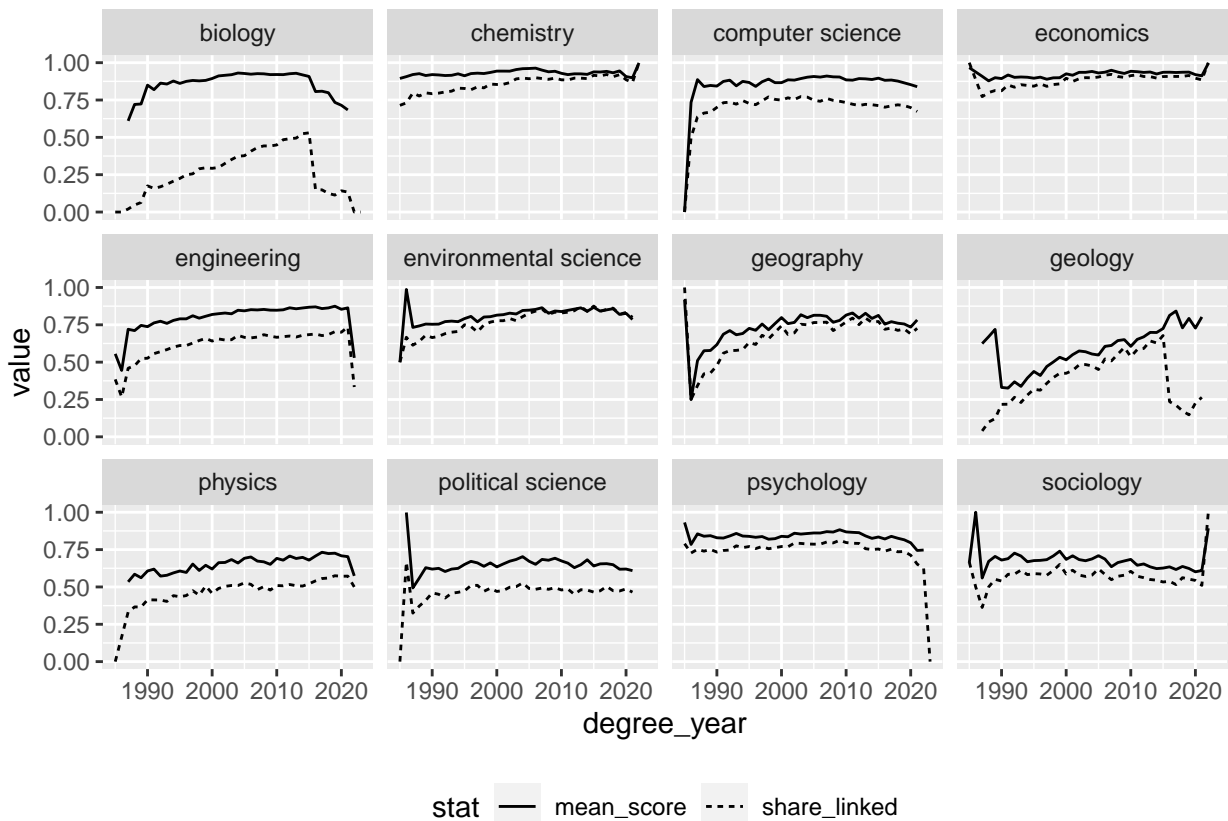 biology chemistry computer science economics
1.00
0.75
0.50
0.25
0.00
engineering environmental science geography geology
1.00
0.75
0.50
0.25
0.00
physics political science psychology sociology
1.00
0.75
0.50
0.25
0.00
1990 2000 2010 2020 1990 2000 2010 2020 1990 2000 2010 2020 1990 2000 2010 2020
value
degree_year
stat mean_score share_linked